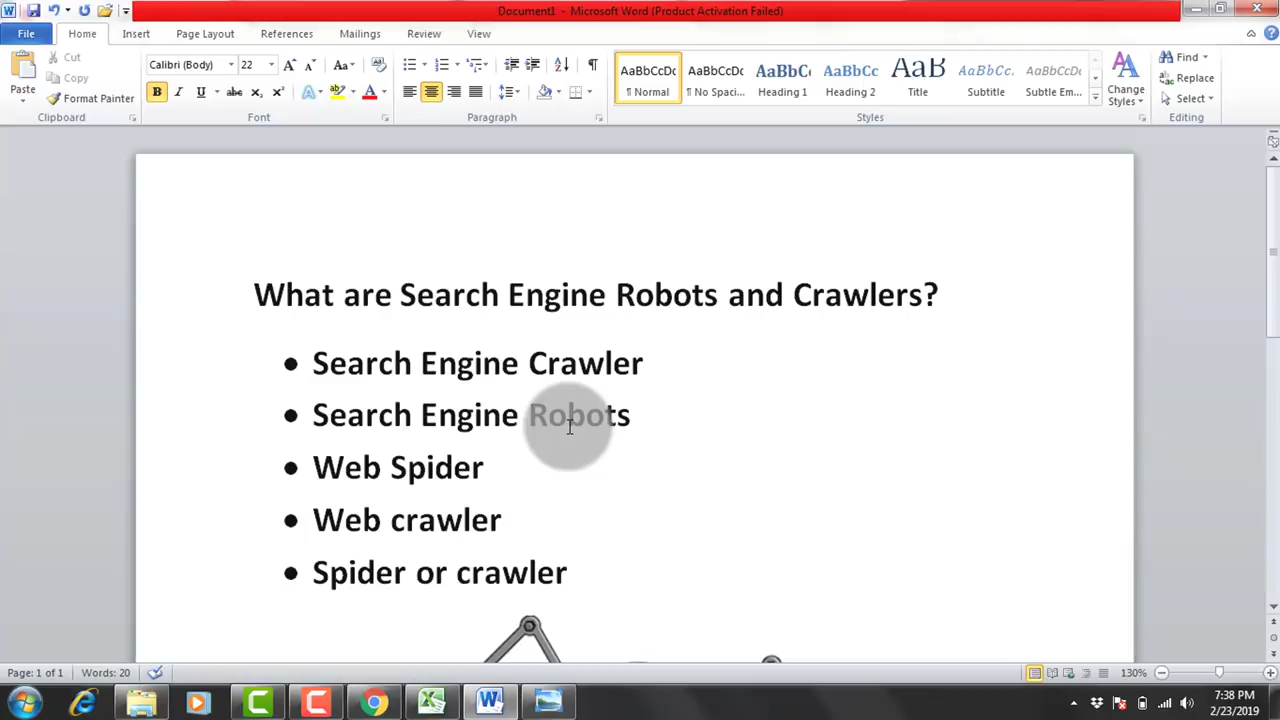 Document1 - Microsoft Word (Product Activation Failed)
File Home Insert Page Layout References Mailings Review View
Paste
Cut
Copy
Format Painter
Clipboard
Calibri (Body) 22
Font
Paragraph
AaBbCcDc AaBbCcDc AaBbC AaBbCc AaB AaBbCc. AaBbCcDc
¶ Normal ¶ No Spaci... Heading 1 Heading 2 Title Subtitle Subtle Em...
Change Styles
Styles
Find
Replace
Select
Editing
What are Search Engine Robots and Crawlers?
• Search Engine Crawler
• Search Engine Robots
• Web Spider
• Web crawler
• Spider or crawler
Page: 1 of 1 Words: 20 130%
7:38 PM
2/23/2019